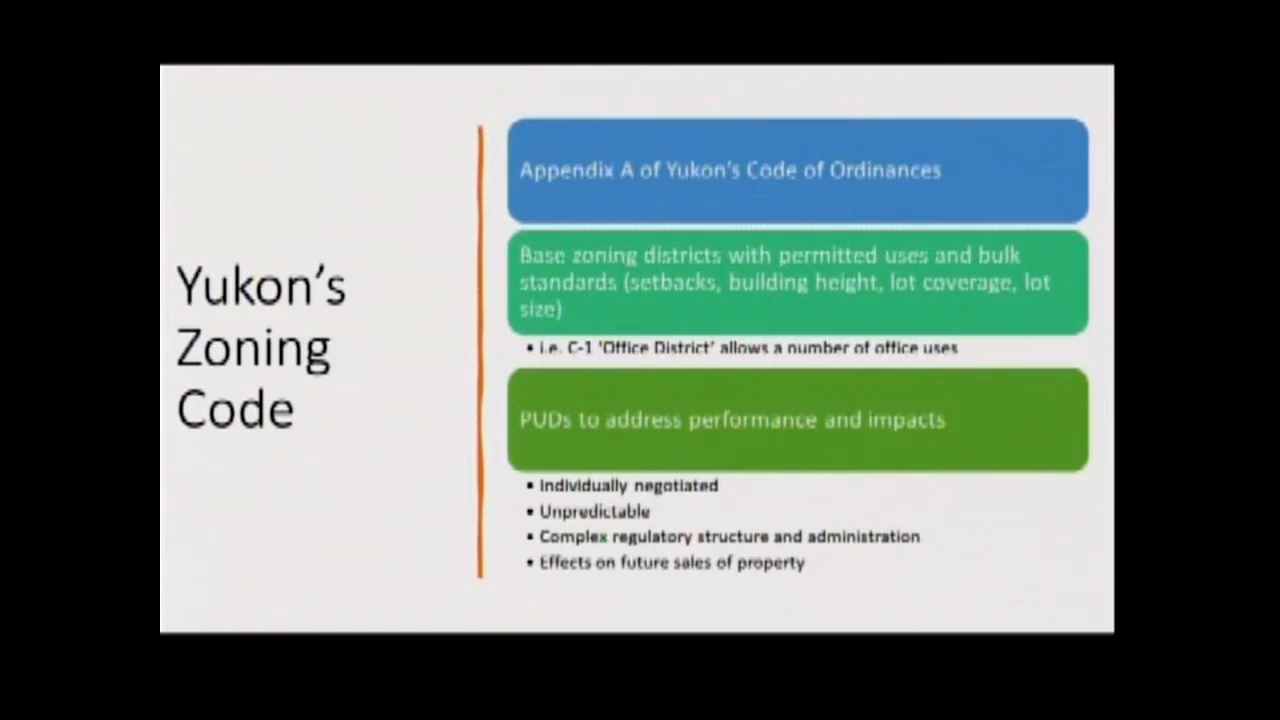 Yukon's
Zoning
Code
Appendix A of Yukon's Code of Ordinances
Base zoning districts with permitted uses and bulk
standards (setbacks, building height, lot coverage, lot
size)
• i.e. C-1 'Office District' allows a number of office uses
PUDs to address performance and impacts
• Individually negotiated
• Unpredictable
• Complex regulatory structure and administration
• Effects on future sales of property